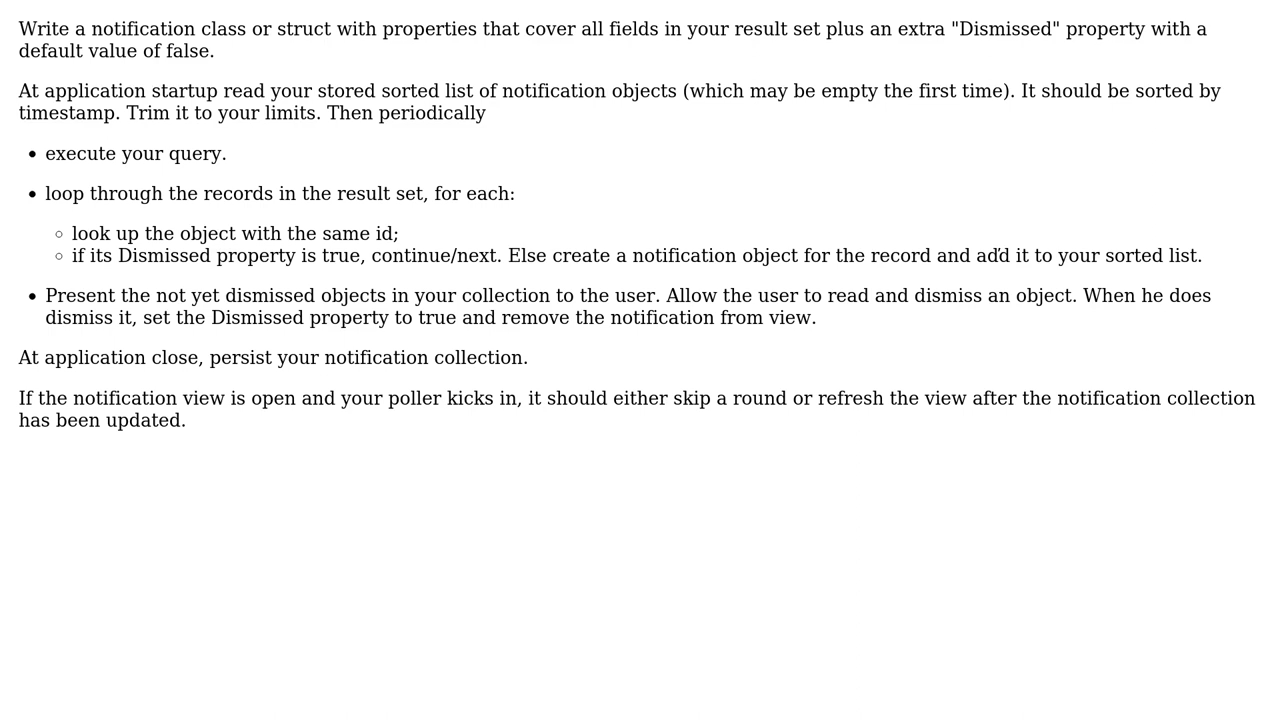 Write a notification class or struct with properties that cover all fields in your result set plus an extra "Dismissed" property with a
default value of false.
At application startup read your stored sorted list of notification objects (which may be empty the first time). It should be sorted by
timestamp. Trim it to your limits. Then periodically
• execute your query.
• loop through the records in the result set, for each:
◦ look up the object with the same id;
◦ if its Dismissed property is true, continue/next. Else create a notification object for the record and add it to your sorted list.
• Present the not yet dismissed objects in your collection to the user. Allow the user to read and dismiss an object. When he does
dismiss it, set the Dismissed property to true and remove the notification from view.
At application close, persist your notification collection.
If the notification view is open and your poller kicks in, it should either skip a round or refresh the view after the notification collection
has been updated.